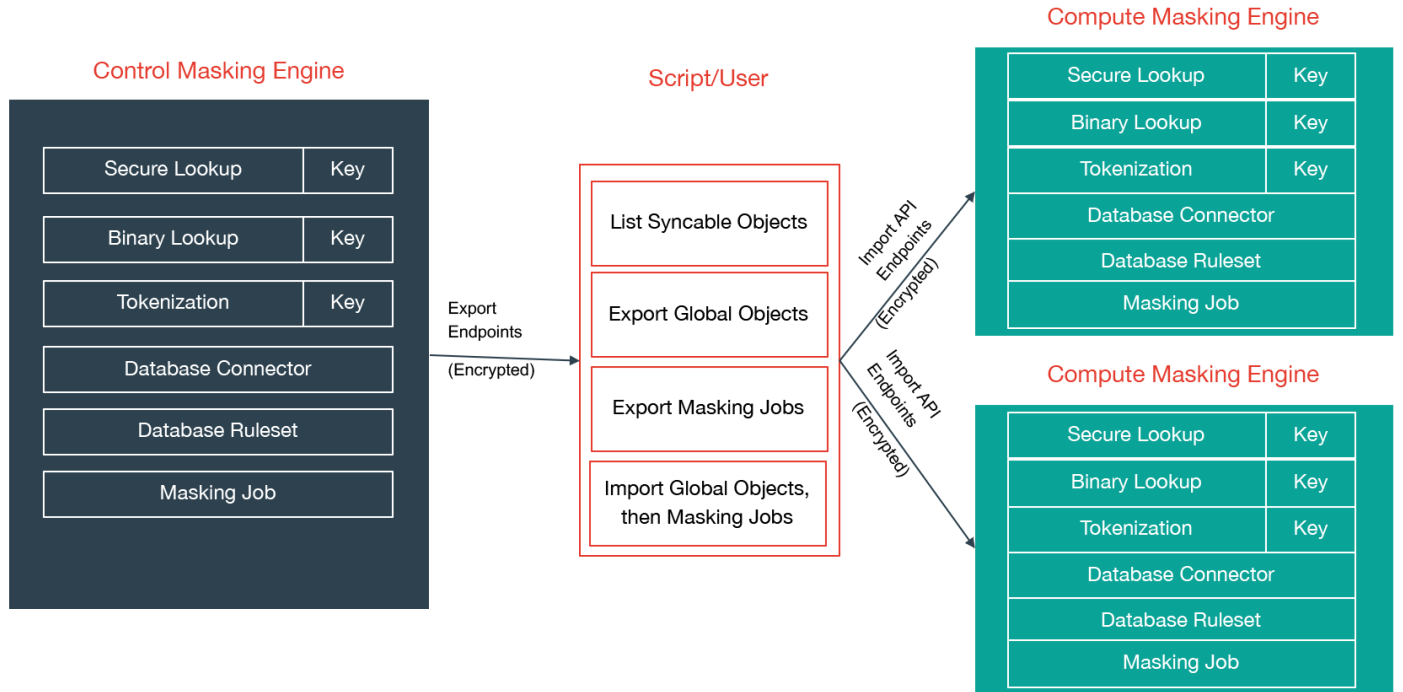 Control Masking Engine
Secure Lookup Key
Binary Lookup Key
Tokenization Key
Database Connector
Database Ruleset
Masking Job
Export
Endpoints
(Encrypted)
Script/User
List Syncable Objects
Export Global Objects
Export Masking Jobs
Import Global Objects,
then Masking Jobs
Import API
Endpoints
(Encrypted)
Import API
Endpoints
(Encrypted)
Compute Masking Engine
Secure Lookup Key
Binary Lookup Key
Tokenization Key
Database Connector
Database Ruleset
Masking Job
Compute Masking Engine
Secure Lookup Key
Binary Lookup Key
Tokenization Key
Database Connector
Database Ruleset
Masking Job